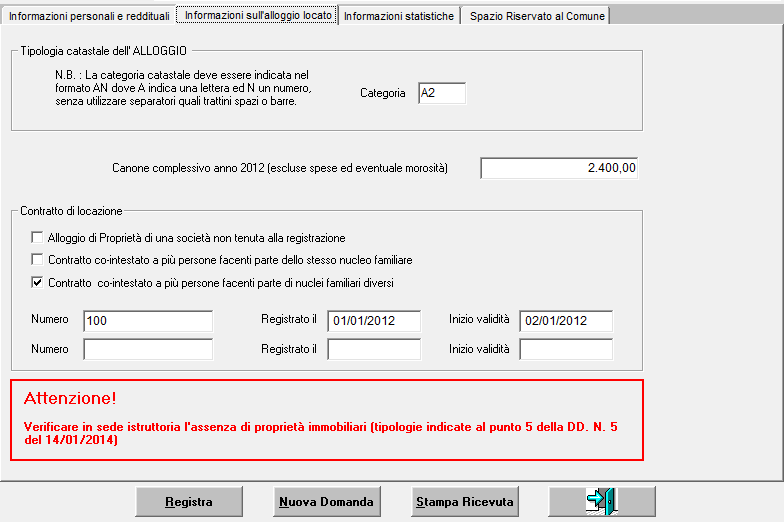 Informazioni personali e reddituali
Informazioni sull'alloggio locato
Informazioni statistiche
Spazio Riservato al Comune
Tipologia catastale dell' ALLOGGIO
N.B. : La categoria catastale deve essere indicata nel
formato AN dove A indica una lettera ed N un numero,
senza utilizzare separatori quali trattini spazi o barre.
Categoria A2
Canone complessivo anno 2012 (escluse spese ed eventuale morosità) 2.400,00
Contratto di locazione
Alloggio di Proprietà di una società non tenuta alla registrazione
Contratto co-intestato a più persone facenti parte dello stesso nucleo familiare
Contratto co-intestato a più persone facenti parte di nuclei familiari diversi
Numero 100 Registrato il 01/01/2012 Inizio validità 02/01/2012
Numero Registrato il Inizio validità
Attenzione!
Verificare in sede istruttoria l'assenza di proprietà immobiliari (tipologie indicate al punto 5 della DD. N. 5
del 14/01/2014)
Registra Nuova Domanda Stampa Ricevuta